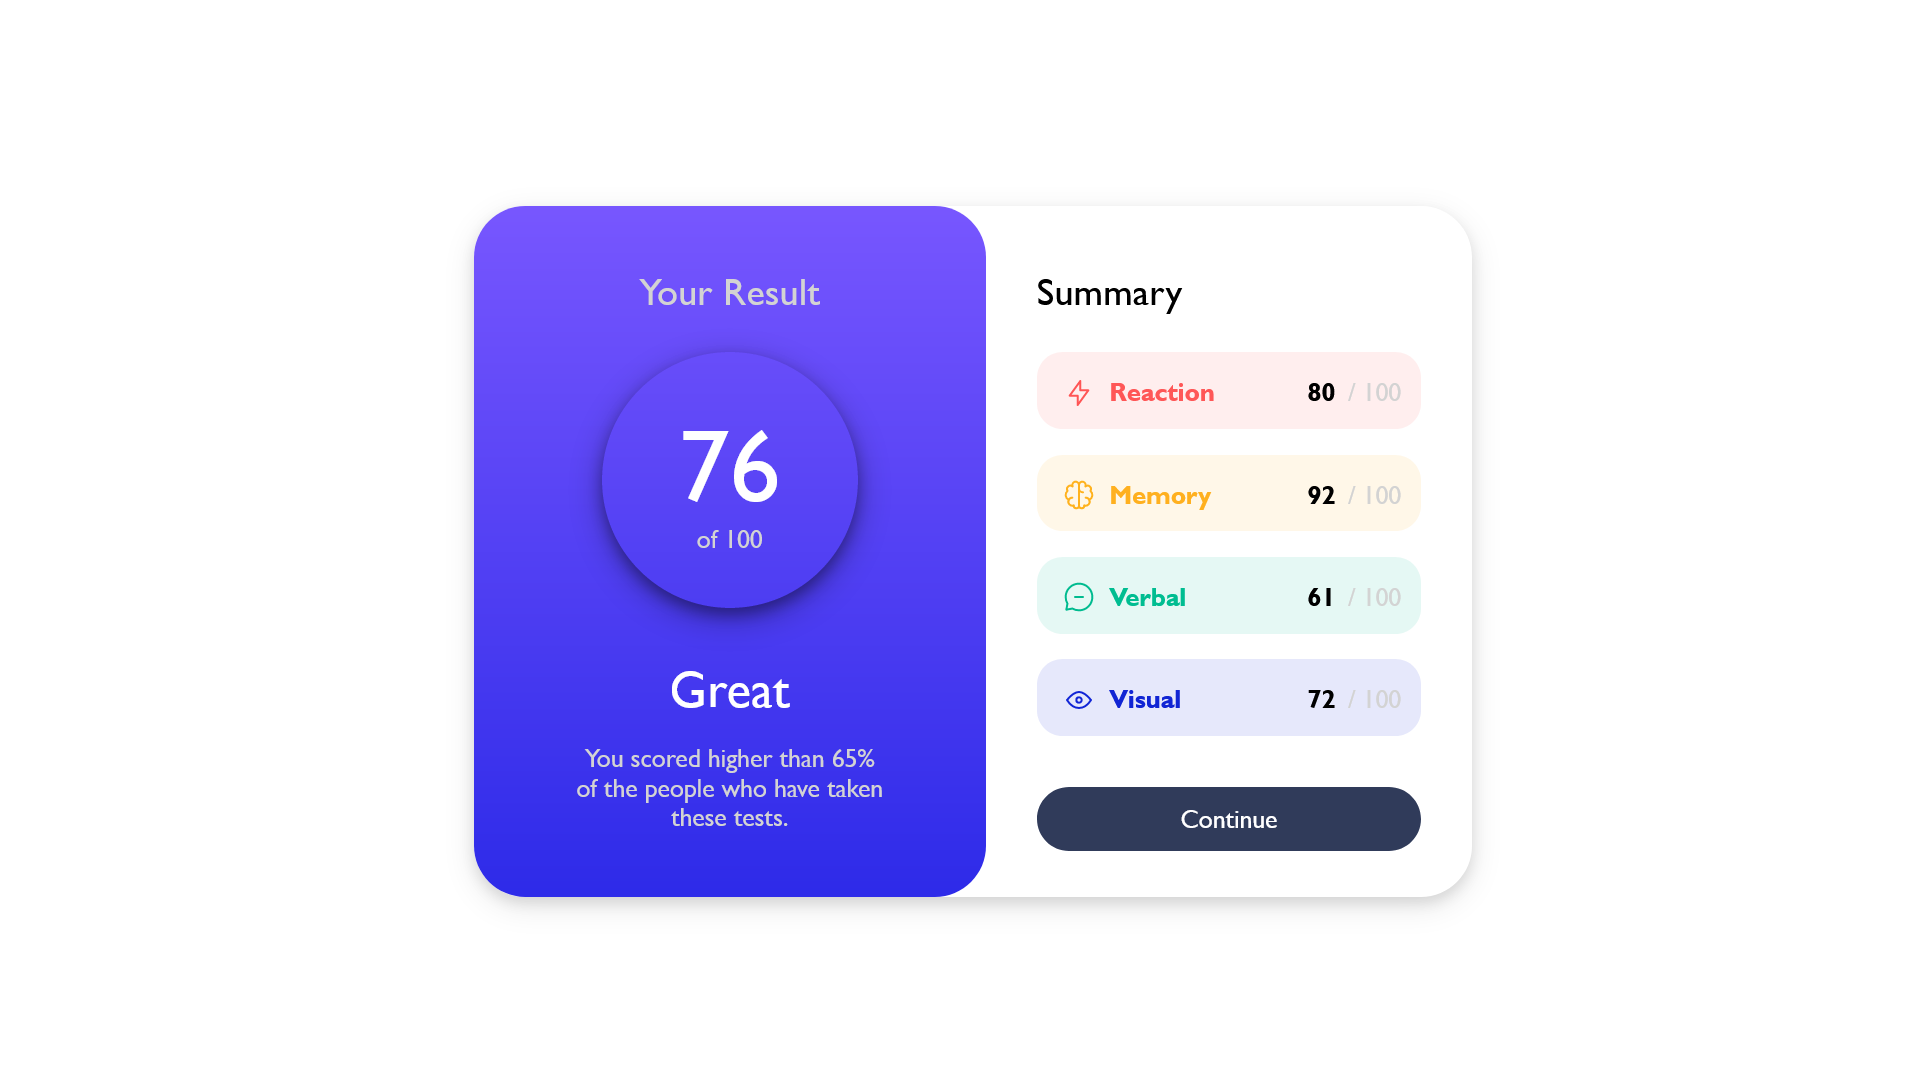 Your Result
76
of 100
Great
You scored higher than 65%
of the people who have taken
these tests.
Summary
Reaction 80 / 100
Memory 92 / 100
Verbal 61 / 100
Visual 72 / 100
Continue